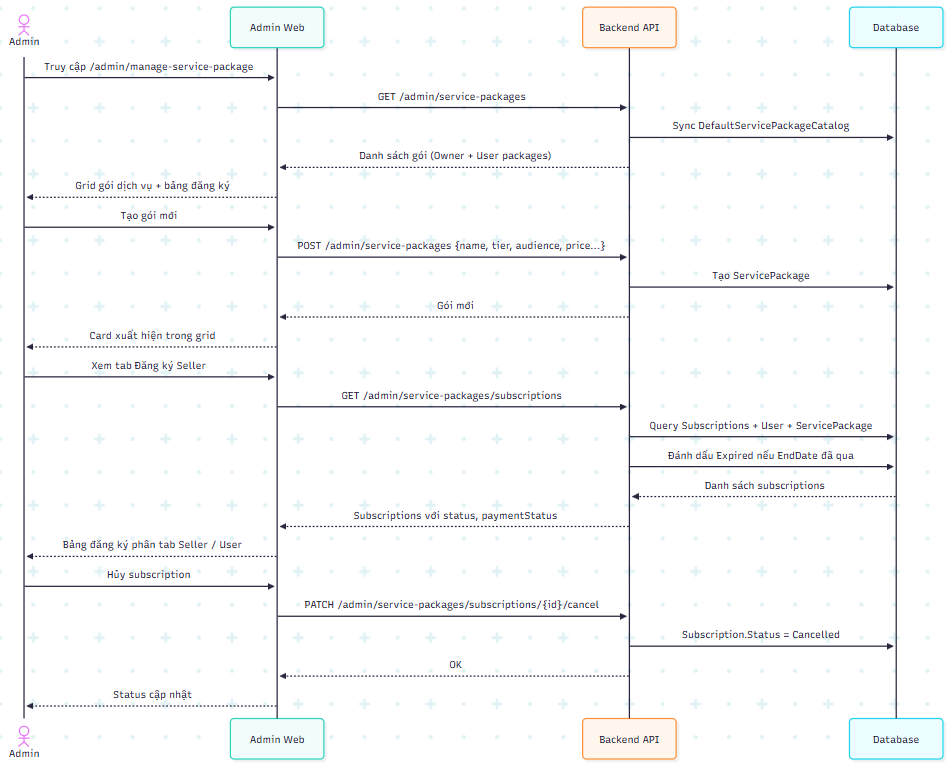 Admin
Admin Web
Backend API
Database
Truy cập /admin/manage-service-package
GET /admin/service-packages
Sync DefaultServicePackageCatalog
Danh sách gói (Owner + User packages)
Grid gói dịch vụ + bảng đăng ký
Tạo gói mới
POST /admin/service-packages {name, tier, audience, price...}
Tạo ServicePackage
Gói mới
Card xuất hiện trong grid
Xem tab Đăng ký Seller
GET /admin/service-packages/subscriptions
Query Subscriptions + User + ServicePackage
Đánh dấu Expired nếu EndDate đã qua
Danh sách subscriptions
Subscriptions với status, paymentStatus
Bảng đăng ký phân tab Seller / User
Hủy subscription
PATCH /admin/service-packages/subscriptions/{id}/cancel
Subscription.Status = Cancelled
OK
Status cập nhật
Admin
Admin Web
Backend API
Database